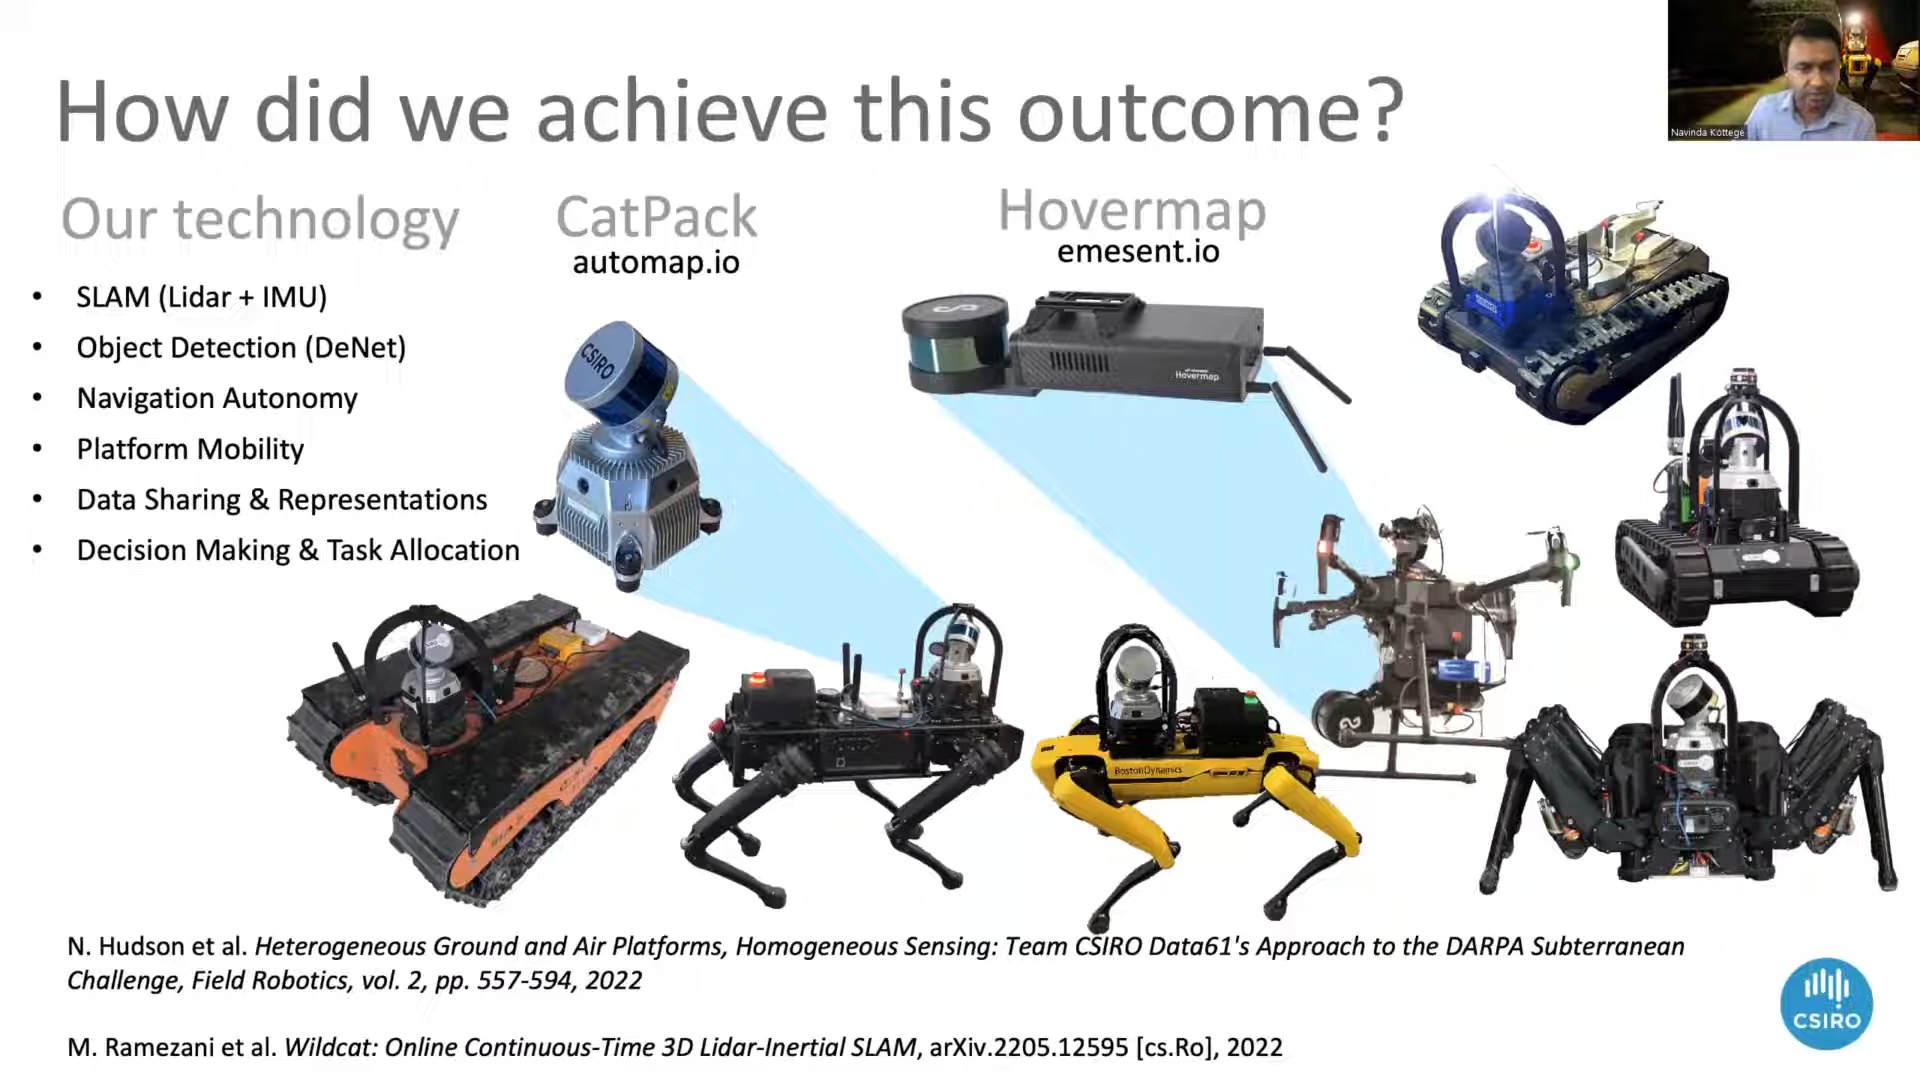 How did we achieve this outcome?
Navinda Kottege
Our technology
CatPack
automap.io
Hovermap
emesent.io
• SLAM (Lidar + IMU)
• Object Detection (DeNet)
• Navigation Autonomy
• Platform Mobility
• Data Sharing & Representations
• Decision Making & Task Allocation
CSIRO
Hovermap
BostonDynamics
N. Hudson et al. Heterogeneous Ground and Air Platforms, Homogeneous Sensing: Team CSIRO Data61's Approach to the DARPA Subterranean
Challenge, Field Robotics, vol. 2, pp. 557-594, 2022
M. Ramezani et al. Wildcat: Online Continuous-Time 3D Lidar-Inertial SLAM, arXiv.2205.12595 [cs.Ro], 2022
CSIRO